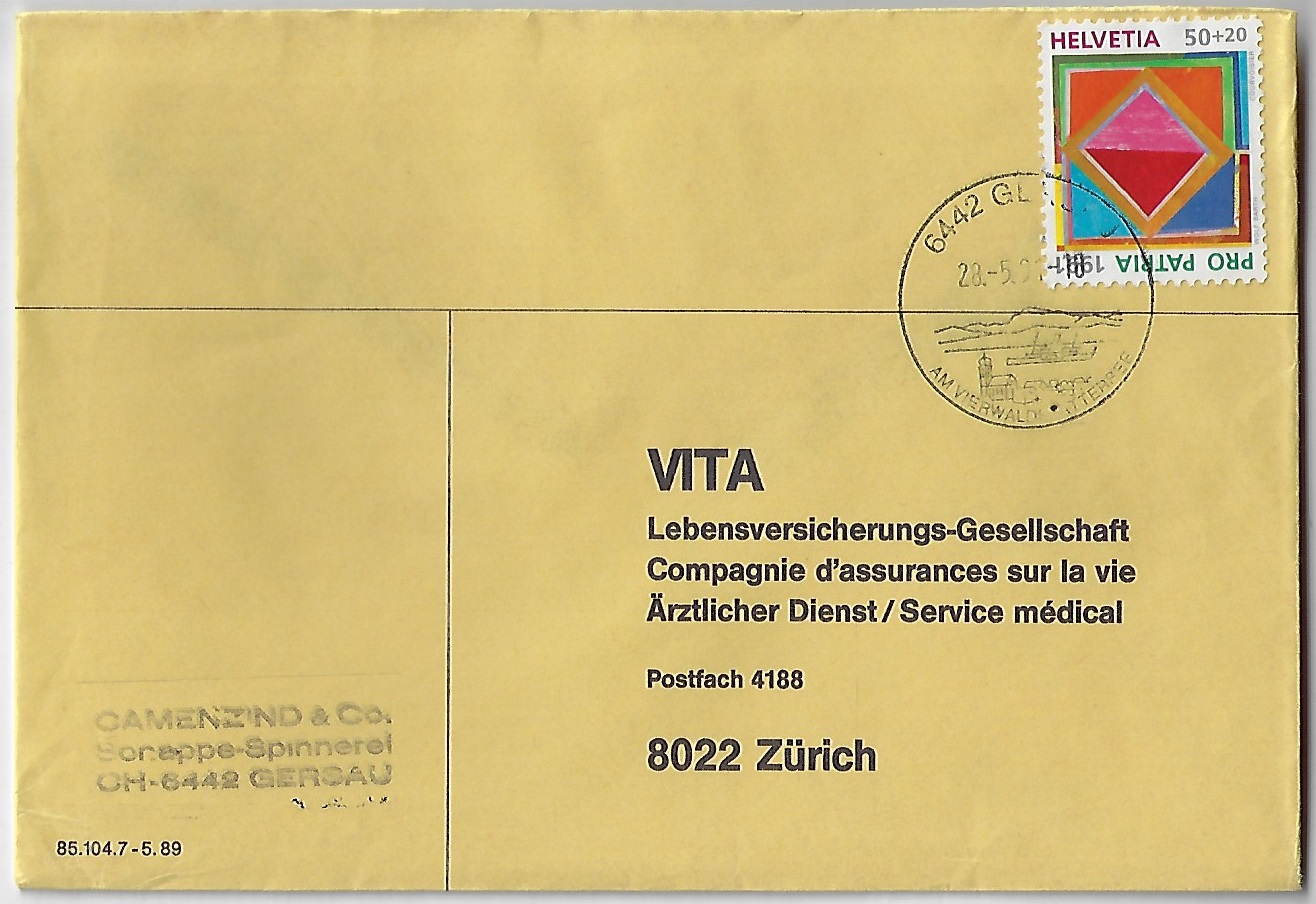 HELVETIA 50+20
COURVOISIER
PRO PATRIA 1991
6442
28.-5.
AM
VITA
Lebensversicherungs-Gesellschaft
Compagnie d'assurances sur la vie
Ärztlicher Dienst/Service médical
Postfach 4188
8022 Zürich
CAMENZIND & Co.
Schappe-Spinnerei
CH-6442 GERSAU
85.104.7-5.89